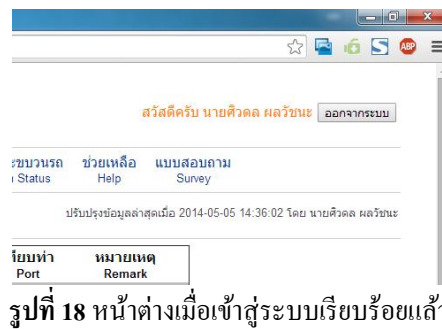 ABP
สวัสดีครับ นายศิวดล ผลวัชนะ ออกจากระบบ
ะขบวนรถ ช่วยเหลือ แบบสอบถาม
Status Help Survey
ปรับปรุงข้อมูลล่าสุดเมื่อ 2014-05-05 14:36:02 โดย นายศิวดล ผลวัชนะ
ทียบท่า หมายเหตุ
Port Remark
รูปที่ 18 หน้าต่างเมื่อเข้าสู่ระบบเรียบร้อยแล้ว